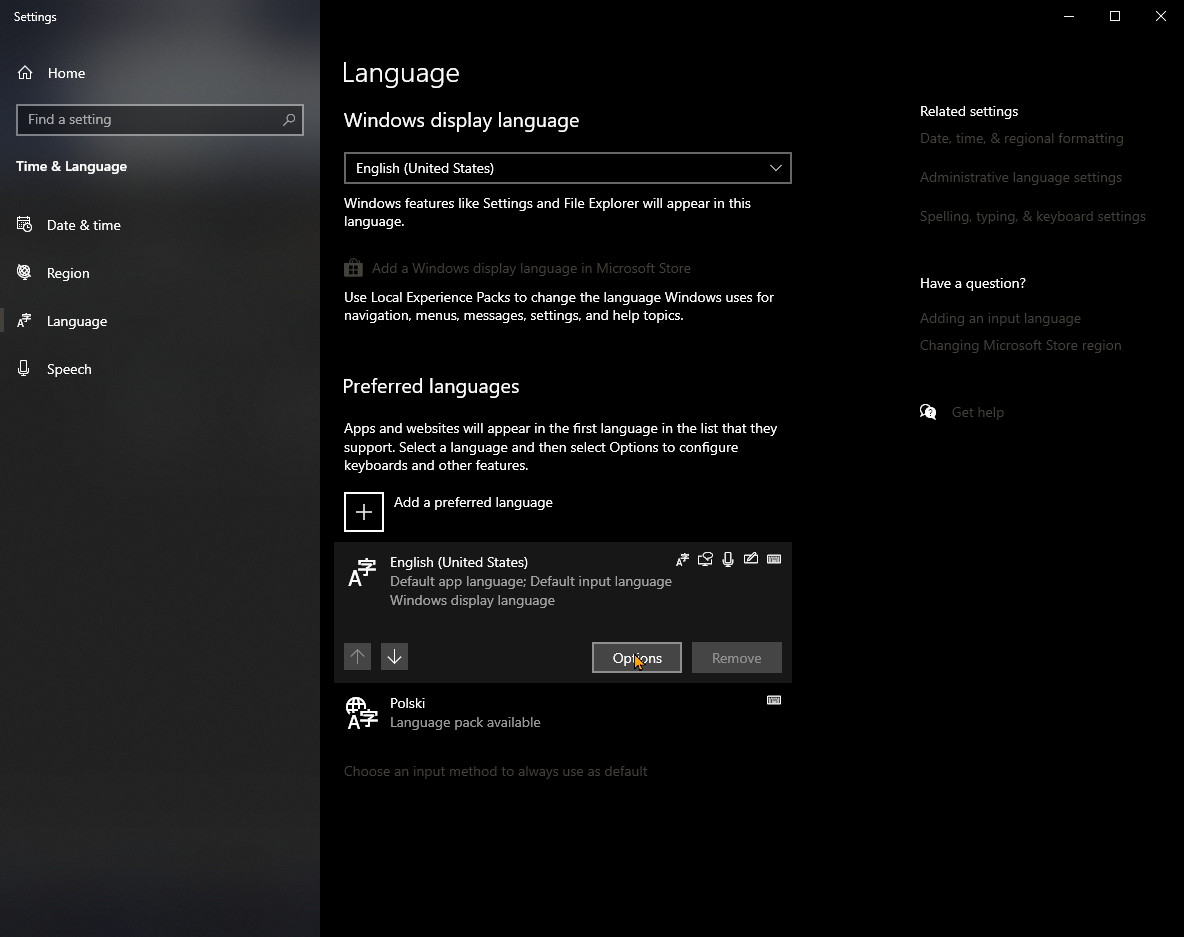 Settings
Home
Find a setting
Time & Language
Date & time
Region
Language
Speech
Language
Windows display language
English (United States)
Windows features like Settings and File Explorer will appear in this
language.
Add a Windows display language in Microsoft Store
Use Local Experience Packs to change the language Windows uses for
navigation, menus, messages, settings, and help topics.
Preferred languages
Apps and websites will appear in the first language in the list that they
support. Select a language and then select Options to configure
keyboards and other features.
Add a preferred language
English (United States)
Default app language; Default input language
Windows display language
Options
Remove
Polski
Language pack available
Choose an input method to always use as default
Related settings
Date, time, & regional formatting
Administrative language settings
Spelling, typing, & keyboard settings
Have a question?
Adding an input language
Changing Microsoft Store region
Get help